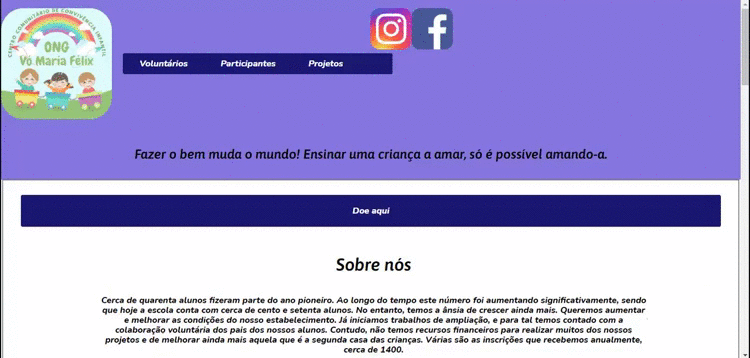 CENTRO COMUNITÁRIO DE CONVIVÊNCIA INFANTIL
ONG
Vó Maria Félix
Voluntários Participantes Projetos
Fazer o bem muda o mundo! Ensinar uma criança a amar, só é possível amando-a.
Doe aqui
Sobre nós
Cerca de quarenta alunos fizeram parte do ano pioneiro. Ao longo do tempo este número foi aumentando significativamente, sendo
que hoje a escola conta com cerca de cento e setenta alunos. No entanto, temos a ânsia de crescer ainda mais. Queremos aumentar
e melhorar as condições do nosso estabelecimento. Já iniciamos trabalhos de ampliação, e para tal temos contado com a
colaboração voluntária dos pais dos nossos alunos. Contudo, não temos recursos financeiros para realizar muitos dos nossos
projetos e de melhorar ainda mais aquela que é a segunda casa das crianças. Várias são as inscrições que recebemos anualmente,
cerca de 1400.